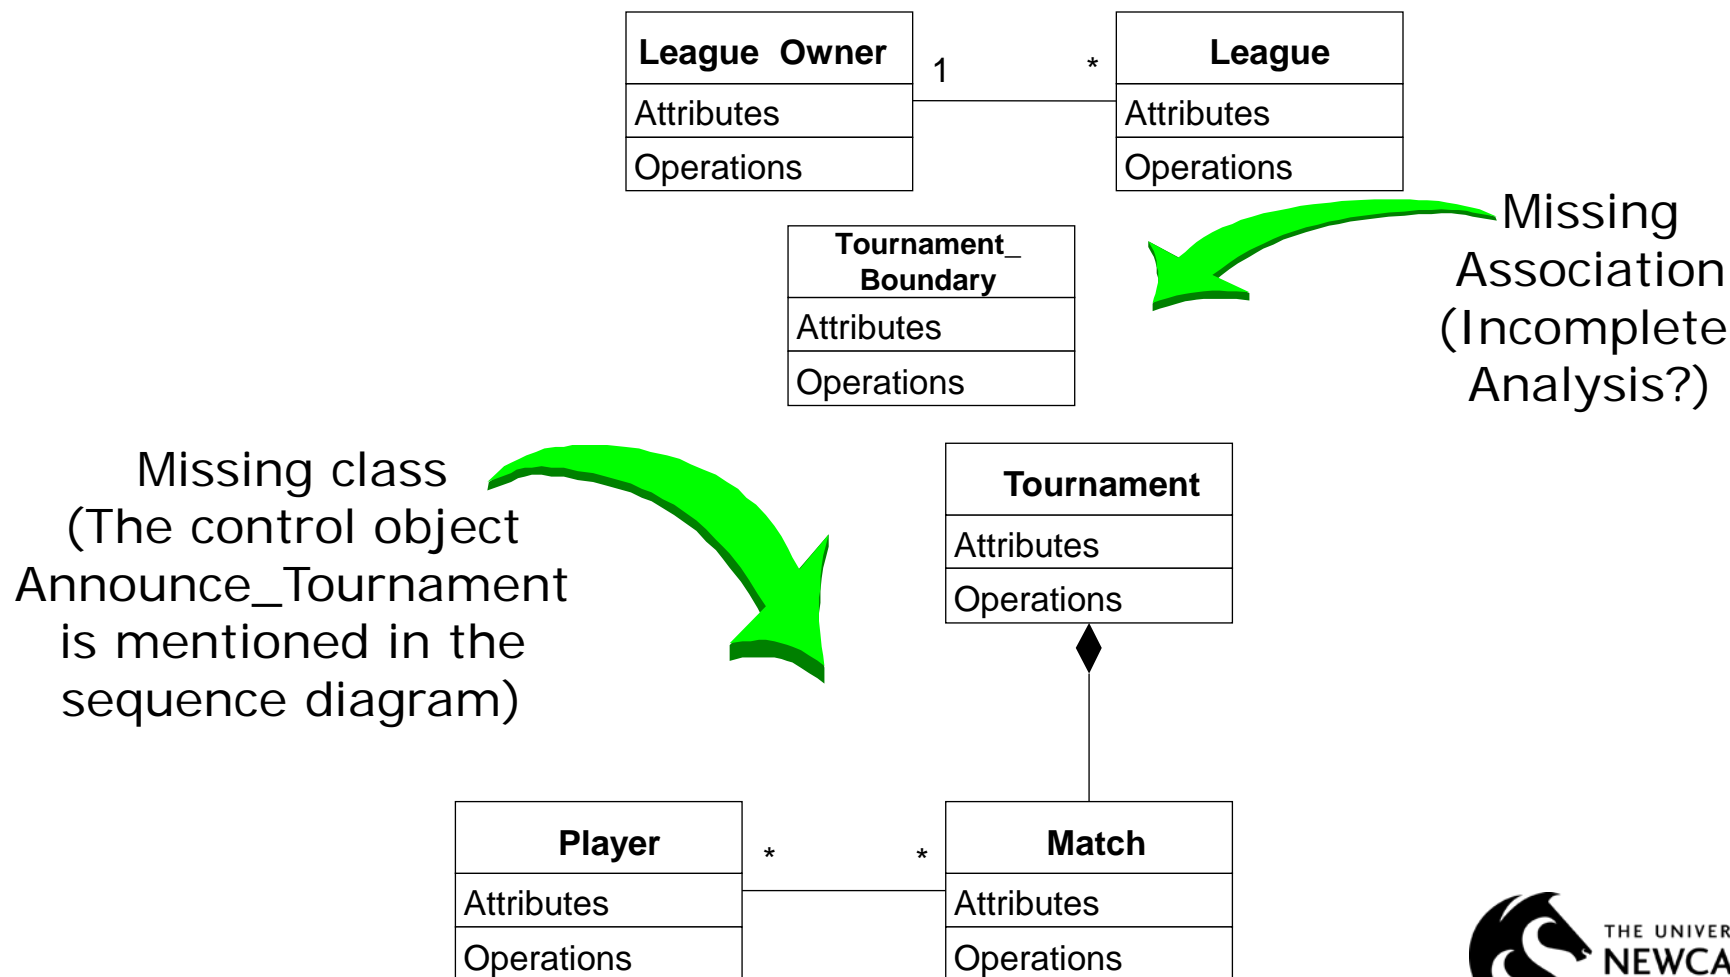 League Owner
1
*
League
Attributes
Operations
Attributes
Operations
Missing
Association
(Incomplete
Analysis?)
Tournament_
Boundary
Attributes
Operations
Missing class
(The control object
Announce_Tournament
is mentioned in the
sequence diagram)
Tournament
Attributes
Operations
Player
*
*
Match
Attributes
Operations
Attributes
Operations
THE UNIVER
NEWCA